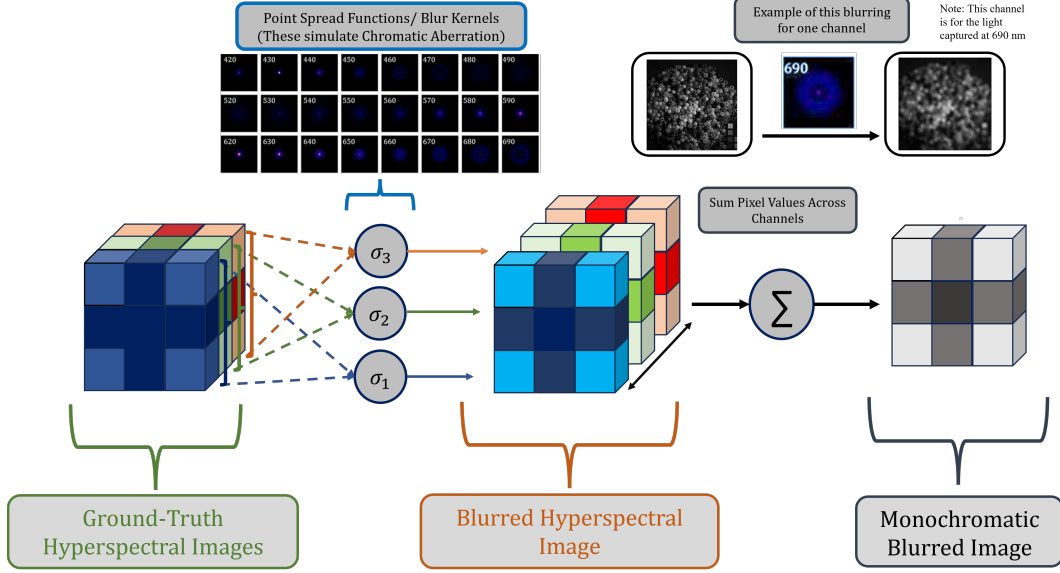 Point Spread Functions/ Blur Kernels
(These simulate Chromatic Aberration)
Example of this blurring
for one channel
Note: This channel
is for the light
captured at 690 nm
420 430 440 450 460 470 480 490
520 530 540 550 560 570 580 590
620 630 640 650 660 670 680 690
690
Sum Pixel Values Across
Channels
σ3
σ2
σ1
∑
Ground-Truth
Hyperspectral Images
Blurred Hyperspectral
Image
Monochromatic
Blurred Image